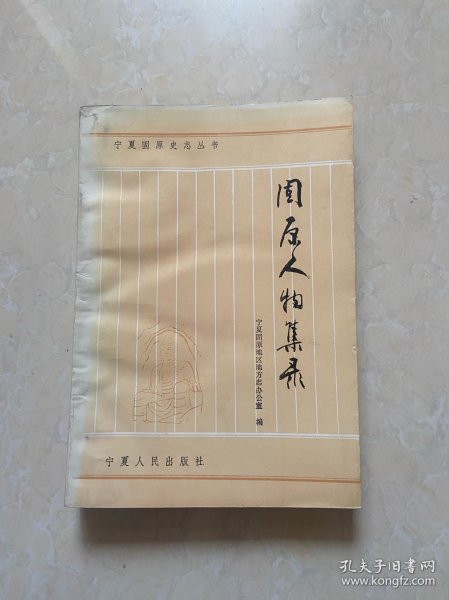 宁夏固原史志丛书
固原人物集录
宁夏固原地区地方志办公室 编
宁夏人民出版社
孔夫子旧书网
www.kongfz.com